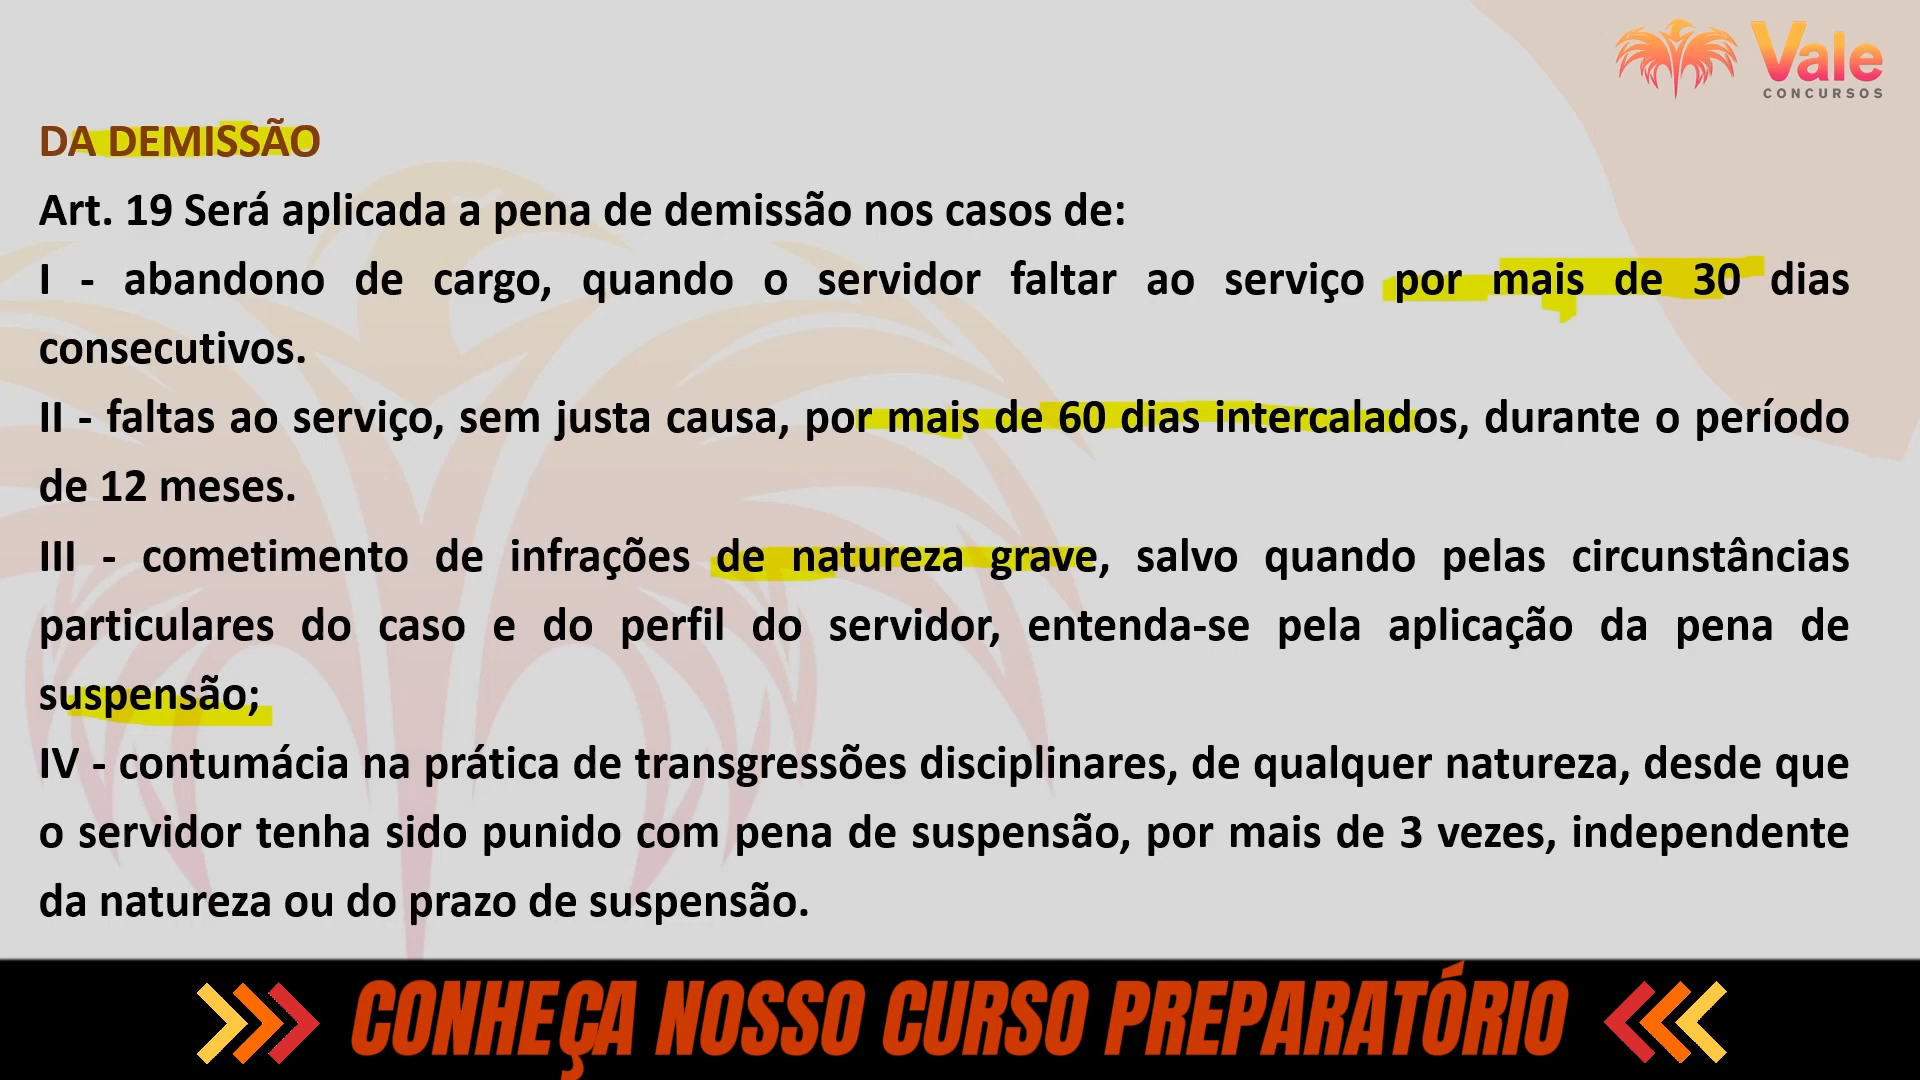 Vale
CONCURSOS
DA DEMISSÃO
Art. 19 Será aplicada a pena de demissão nos casos de:
I - abandono de cargo, quando o servidor faltar ao serviço por mais de 30 dias
consecutivos.
II - faltas ao serviço, sem justa causa, por mais de 60 dias intercalados, durante o período
de 12 meses.
III - cometimento de infrações de natureza grave, salvo quando pelas circunstâncias
particulares do caso e do perfil do servidor, entenda-se pela aplicação da pena de
suspensão;
IV - contumácia na prática de transgressões disciplinares, de qualquer natureza, desde que
o servidor tenha sido punido com pena de suspensão, por mais de 3 vezes, independente
da natureza ou do prazo de suspensão.
CONHEÇA NOSSO CURSO PREPARATÓRIO